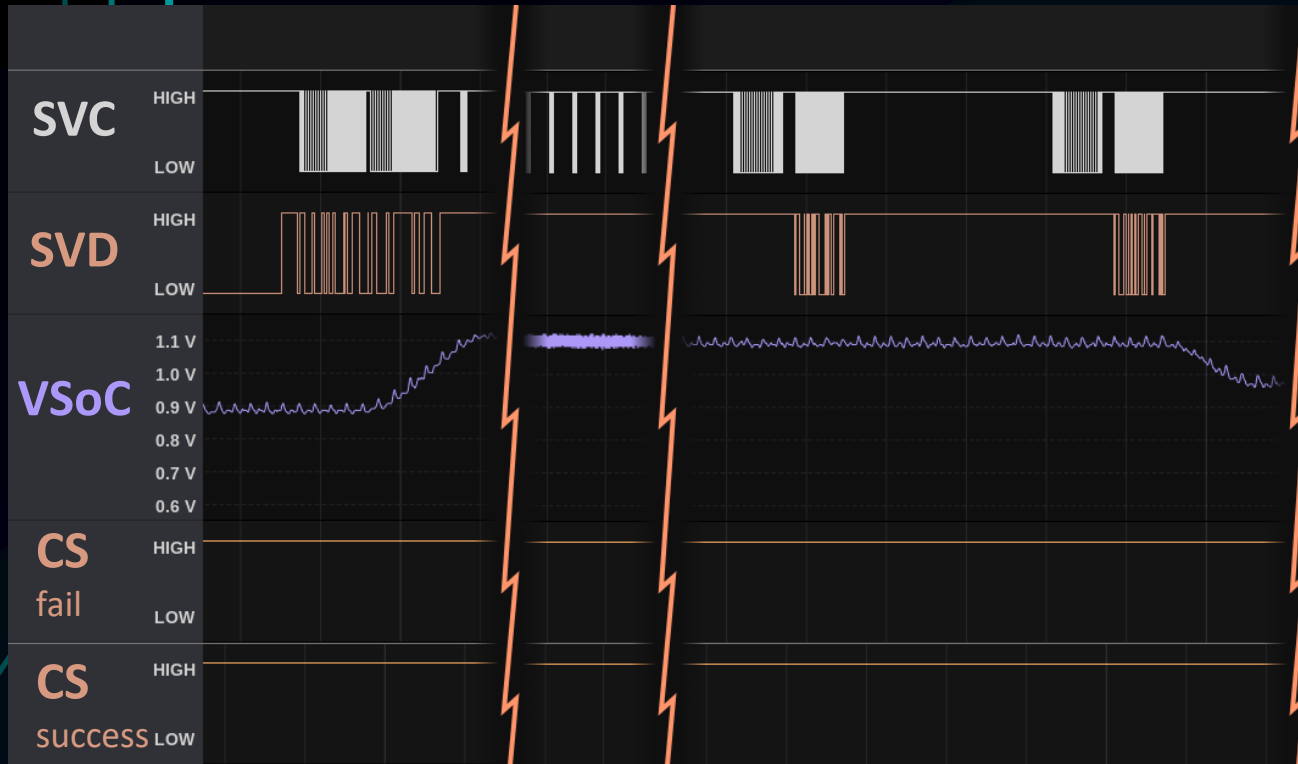 SVC
HIGH
LOW
SVD
HIGH
LOW
VSoC
1.1 V
1.0 V
0.9 V
0.8 V
0.7 V
0.6 V
CS
fail
HIGH
LOW
CS
success
HIGH
LOW